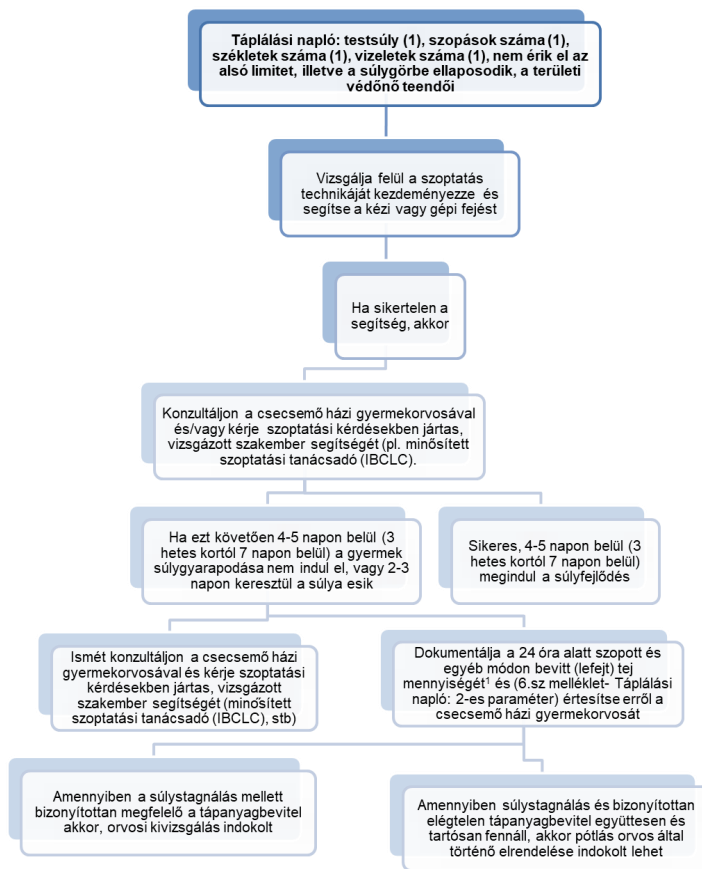 Táplálási napló: testsúly (1), szopások száma (1),
székletek száma (1), vizeletek száma (1), nem érik el az
alsó limitet, illetve a súlygörbe ellaposodik, a területi
védőnő teendői
Vizsgálja felül a szoptatás
technikáját kezdeményezze és
segítse a kézi vagy gépi fejést
Ha sikertelen a
segítség, akkor
Konzultáljon a csecsemő házi gyermekorvosával
és/vagy kérje szoptatási kérdésekben jártas,
vizsgázott szakember segítségét (pl. minősített
szoptatási tanácsadó (IBCLC).
Ha ezt követően 4-5 napon belül (3
hetes kortól 7 napon belül) a gyermek
súlygyarapodása nem indul el, vagy 2-3
napon keresztül a súlya esik
Sikeres, 4-5 napon belül (3
hetes kortól 7 napon belül)
megindul a súlyfejlődés
Ismét konzultáljon a csecsemő házi
gyermekorvosával és kérje szoptatási
kérdésekben jártas, vizsgázott
szakember segítségét (minősített
szoptatási tanácsadó (IBCLC), stb)
Dokumentálja a 24 óra alatt szopott és
egyéb módon bevitt (lefejt) tej
mennyiségét¹ és (6.sz melléklet- Táplálási
napló: 2-es paraméter) értesítse erről a
csecsemő házi gyermekorvosát
Amennyiben a súlystagnálás mellett
bizonyítottan megfelelő a tápanyagbevitel
akkor, orvosi kivizsgálás indokolt
Amennyiben súlystagnálás és bizonyítottan
elégtelen tápanyagbevitel együttesen és
tartósan fennáll, akkor pótlás orvos által
történő elrendelése indokolt lehet